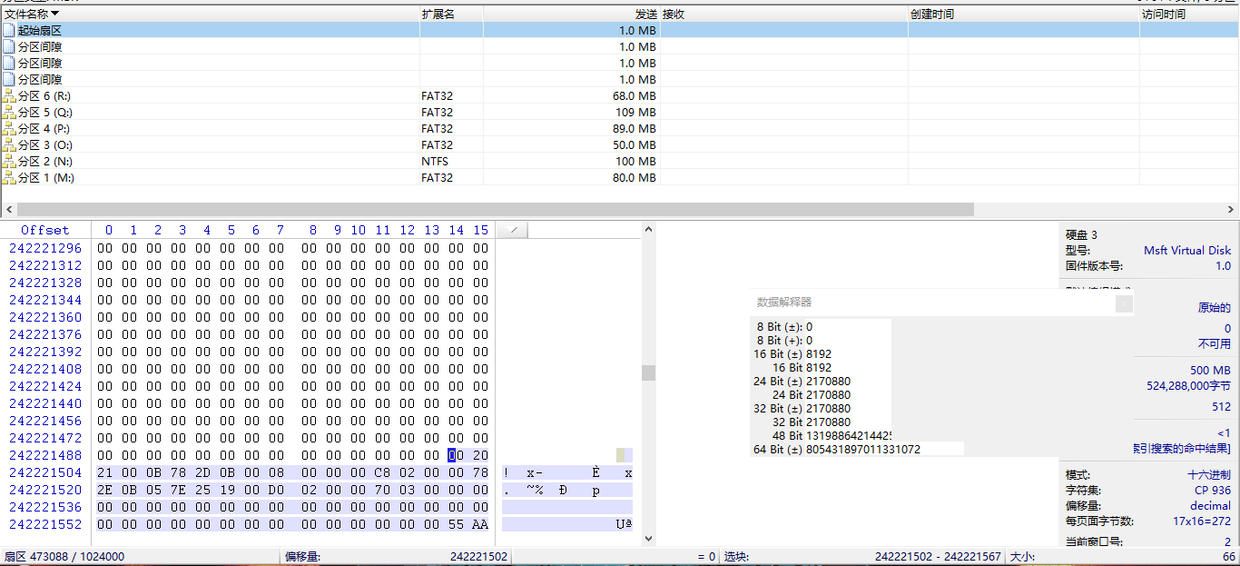 文件名称 扩展名 发送 接收 创建时间 访问时间
起始扇区 1.0 MB
分区间隙 1.0 MB
分区间隙 1.0 MB
分区间隙 1.0 MB
分区 6 (R:) FAT32 68.0 MB
分区 5 (Q:) FAT32 109 MB
分区 4 (P:) FAT32 89.0 MB
分区 3 (O:) FAT32 50.0 MB
分区 2 (N:) NTFS 100 MB
分区 1 (M:) FAT32 80.0 MB
Offset 0 1 2 3 4 5 6 7 8 9 10 11 12 13 14 15
242221296 00 00 00 00 00 00 00 00 00 00 00 00 00 00 00 00
242221312 00 00 00 00 00 00 00 00 00 00 00 00 00 00 00 00
242221328 00 00 00 00 00 00 00 00 00 00 00 00 00 00 00 00
242221344 00 00 00 00 00 00 00 00 00 00 00 00 00 00 00 00
242221360 00 00 00 00 00 00 00 00 00 00 00 00 00 00 00 00
242221376 00 00 00 00 00 00 00 00 00 00 00 00 00 00 00 00
242221392 00 00 00 00 00 00 00 00 00 00 00 00 00 00 00 00
242221408 00 00 00 00 00 00 00 00 00 00 00 00 00 00 00 00
242221424 00 00 00 00 00 00 00 00 00 00 00 00 00 00 00 00
242221440 00 00 00 00 00 00 00 00 00 00 00 00 00 00 00 00
242221456 00 00 00 00 00 00 00 00 00 00 00 00 00 00 00 00
242221472 00 00 00 00 00 00 00 00 00 00 00 00 00 00 00 00
242221488 00 00 00 00 00 00 00 00 00 00 00 00 00 00 00 20
242221504 21 00 0B 78 2D 0B 00 08 00 00 00 C8 02 00 00 78 ! x- È x
242221520 2E 0B 05 7E 25 19 00 D0 02 00 00 70 03 00 00 00 . ~% Ð p
242221536 00 00 00 00 00 00 00 00 00 00 00 00 00 00 00 00
242221552 00 00 00 00 00 00 00 00 00 00 00 00 00 00 55 AA Uª
数据解释器
8 Bit (±): 0
8 Bit (+): 0
16 Bit (±) 8192
16 Bit 8192
24 Bit (±) 2170880
24 Bit 2170880
32 Bit (±) 2170880
32 Bit 2170880
48 Bit 13198864214425
64 Bit (±) 805431897011331072
硬盘 3
型号: Msft Virtual Disk
固件版本号: 1.0
原始的
0
不可用
500 MB
524,288,000字节
512
<1
索引搜索的命中结果]
模式: 十六进制
字符集: CP 936
偏移量: decimal
每页面字节数: 17x16=272
当前窗口号: 2
扇区 473088 / 1024000 偏移量: 242221502 = 0 选块: 242221502 - 242221567 大小: 66